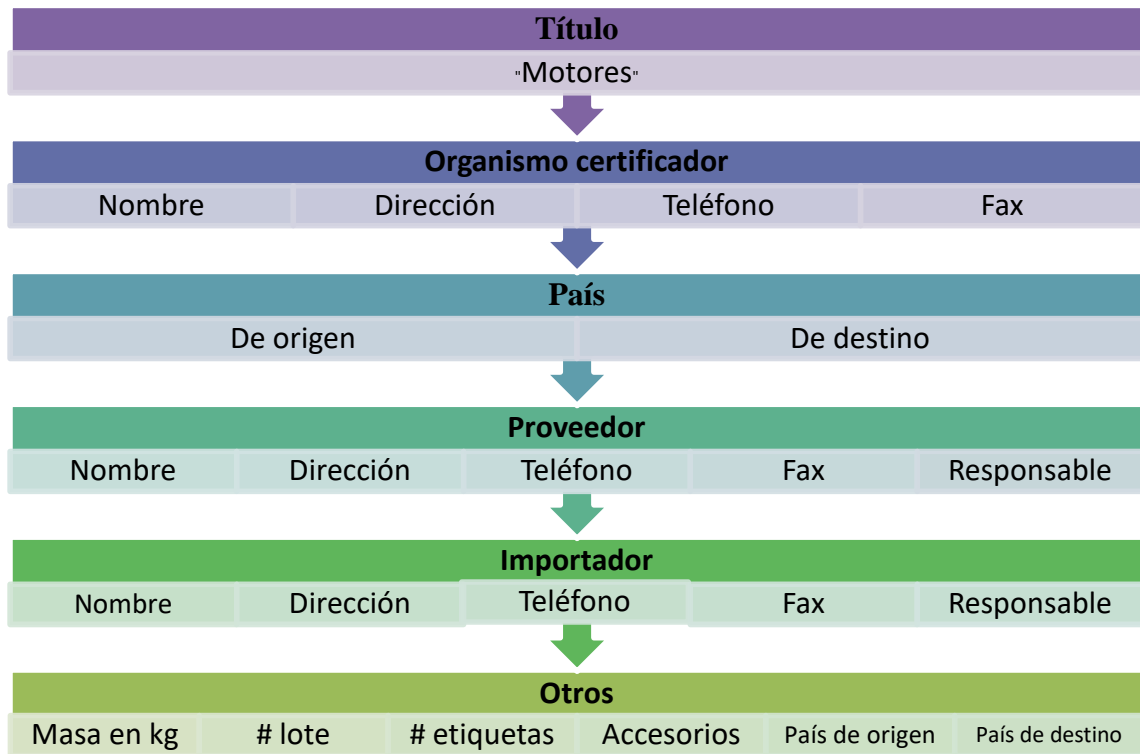 Título
"Motores"
Organismo certificador
Nombre Dirección Teléfono Fax
País
De origen De destino
Proveedor
Nombre Dirección Teléfono Fax Responsable
Importador
Nombre Dirección Teléfono Fax Responsable
Otros
Masa en kg # lote # etiquetas Accesorios País de origen País de destino